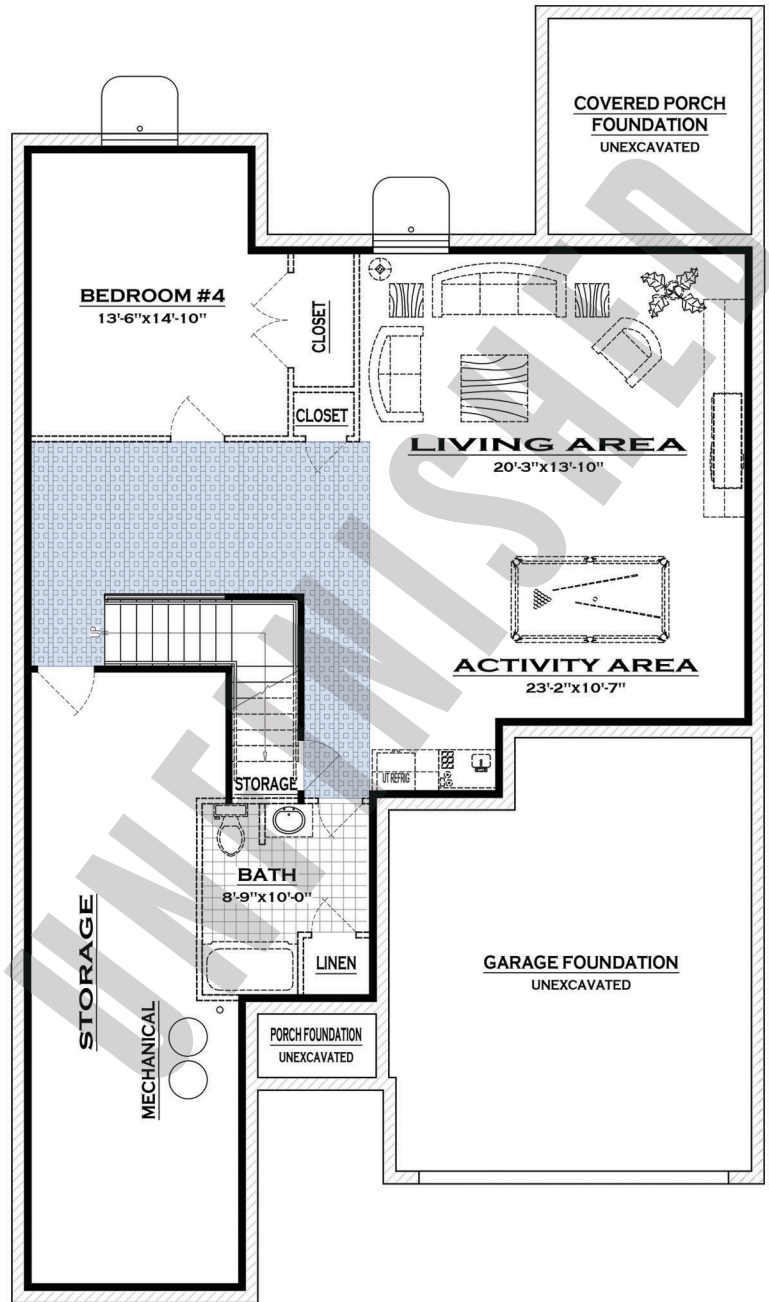 COVERED PORCH
FOUNDATION
UNEXCAVATED
BEDROOM #4
13'-6"x14'-10"
CLOSET
CLOSET
LIVING AREA
20'-3"x13'-10"
ACTIVITY AREA
23'-2"x10'-7"
UP
STORAGE
UT REFRIG
BATH
8'-9"x10'-0"
LINEN
STORAGE
MECHANICAL
PORCH FOUNDATION
UNEXCAVATED
GARAGE FOUNDATION
UNEXCAVATED
UNFINISHED